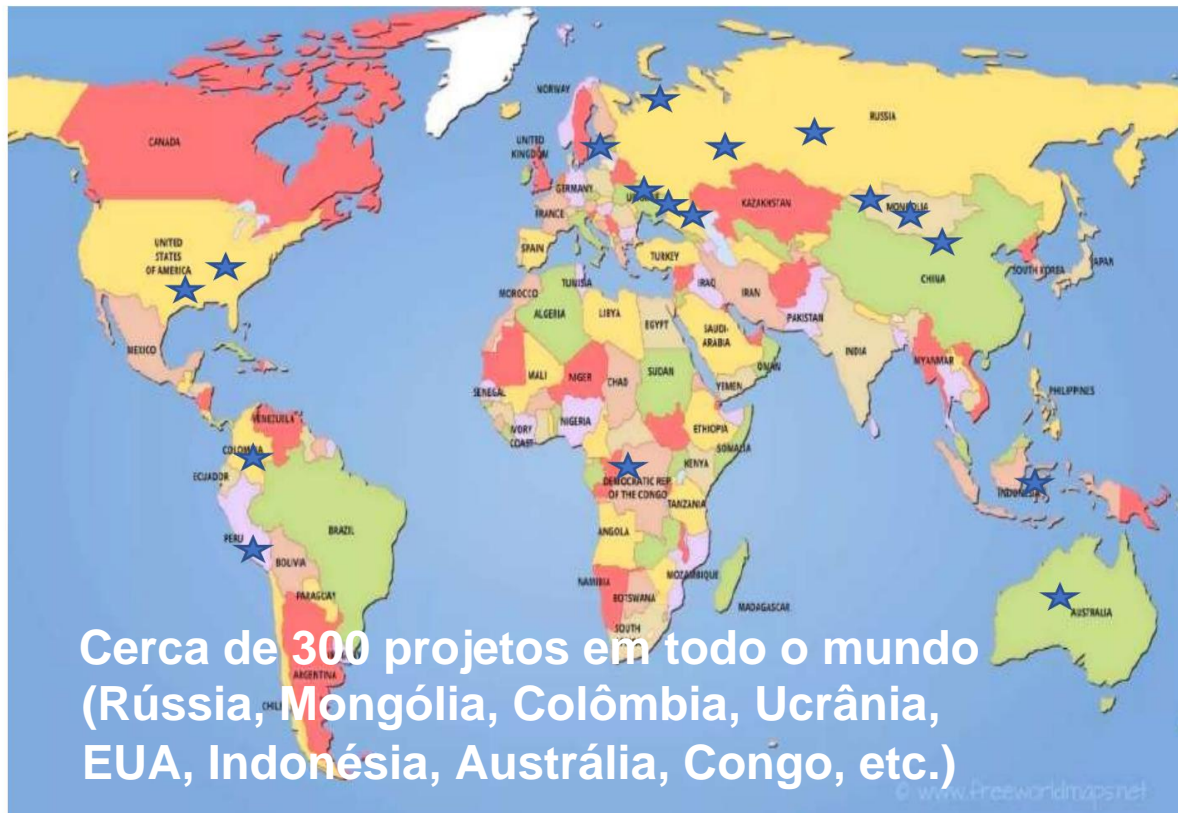 NORWAY
RUSSIA
CANADA
UNITED
KINGDOM
GERMANY
KAZAKHSTAN
MONGOLIA
FRANCE
UNITED
STATES
OF AMERICA
SPAIN
TURKEY
CHINA
SOUTH KOREA
JAPAN
TUNISIA
IRAQ
IRAN
MOROCCO
ALGERIA
LIBYA
EGYPT
PAKISTAN
SAUDI-
ARABIA
MEXICO
INDIA
MYANMAR
OMAN
MALI
NIGER
CHAD
SUDAN
YEMEN
PHILIPPINES
SENEGAL
VENEZUELA
IVORY
COAST
NIGERIA
ETHIOPIA
SOMALIA
COLOMBIA
ECUADOR
KENYA
DEMOCRATIC REP.
OF THE CONGO
INDONESIA
TANZANIA
BRAZIL
ANGOLA
PERU
BOLIVIA
MOZAMBIQUE
NAMIBIA
BOTSWANA
MADAGASCAR
AUSTRALIA
PARAGUAY
SOUTH
ARGENTINA
Cerca de 300 projetos em todo o mundo
(Rússia, Mongólia, Colômbia, Ucrânia,
EUA, Indonésia, Austrália, Congo, etc.)
© www.freeworldmaps.net